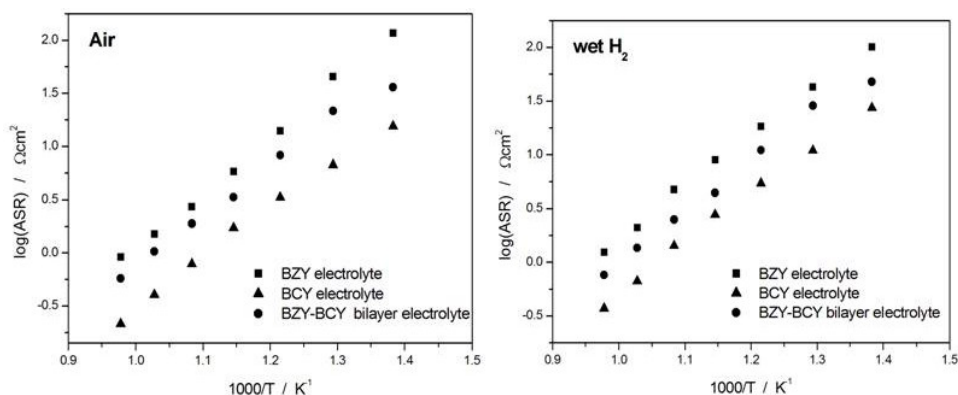 Air
2.0
1.5
1.0
0.5
0.0
-0.5
log(ASR) / Ωcm²
BZY electrolyte
BCY electrolyte
BZY-BCY bilayer electrolyte
0.9 1.0 1.1 1.2 1.3 1.4 1.5
1000/T / K⁻¹
wet H₂
2.0
1.5
1.0
0.5
0.0
-0.5
log(ASR) / Ωcm²
BZY electrolyte
BCY electrolyte
BZY-BCY bilayer electrolyte
0.9 1.0 1.1 1.2 1.3 1.4 1.5
1000/T / K⁻¹